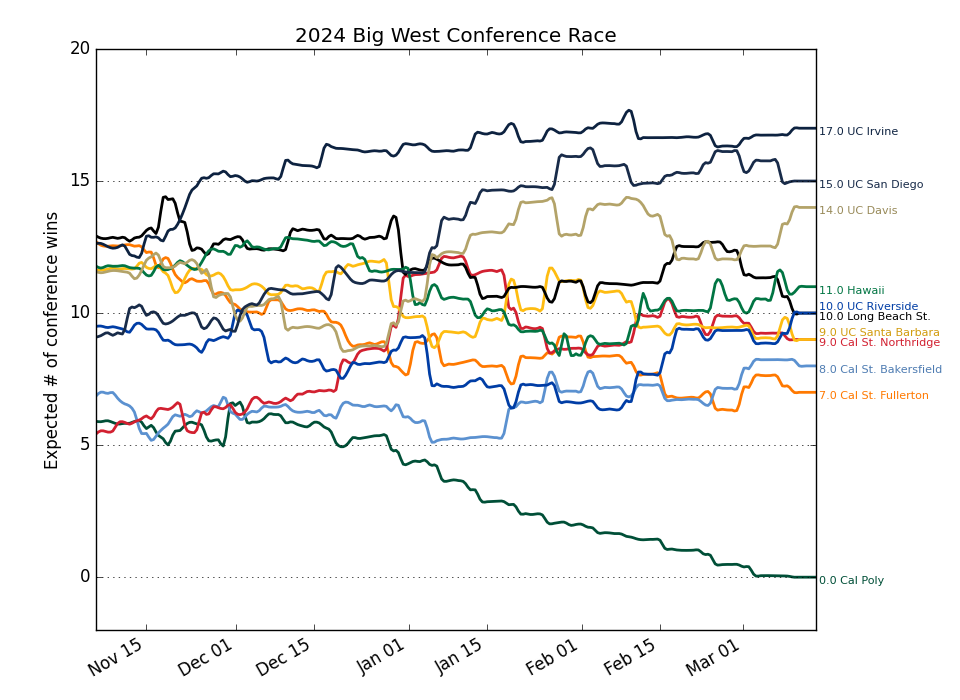 2024 Big West Conference Race
Expected # of conference wins
20
15
10
5
0
17.0 UC Irvine
15.0 UC San Diego
14.0 UC Davis
11.0 Hawaii
10.0 UC Riverside
10.0 Long Beach St.
9.0 UC Santa Barbara
9.0 Cal St. Northridge
8.0 Cal St. Bakersfield
7.0 Cal St. Fullerton
0.0 Cal Poly
Nov 15 Dec 01 Dec 15 Jan 01 Jan 15 Feb 01 Feb 15 Mar 01